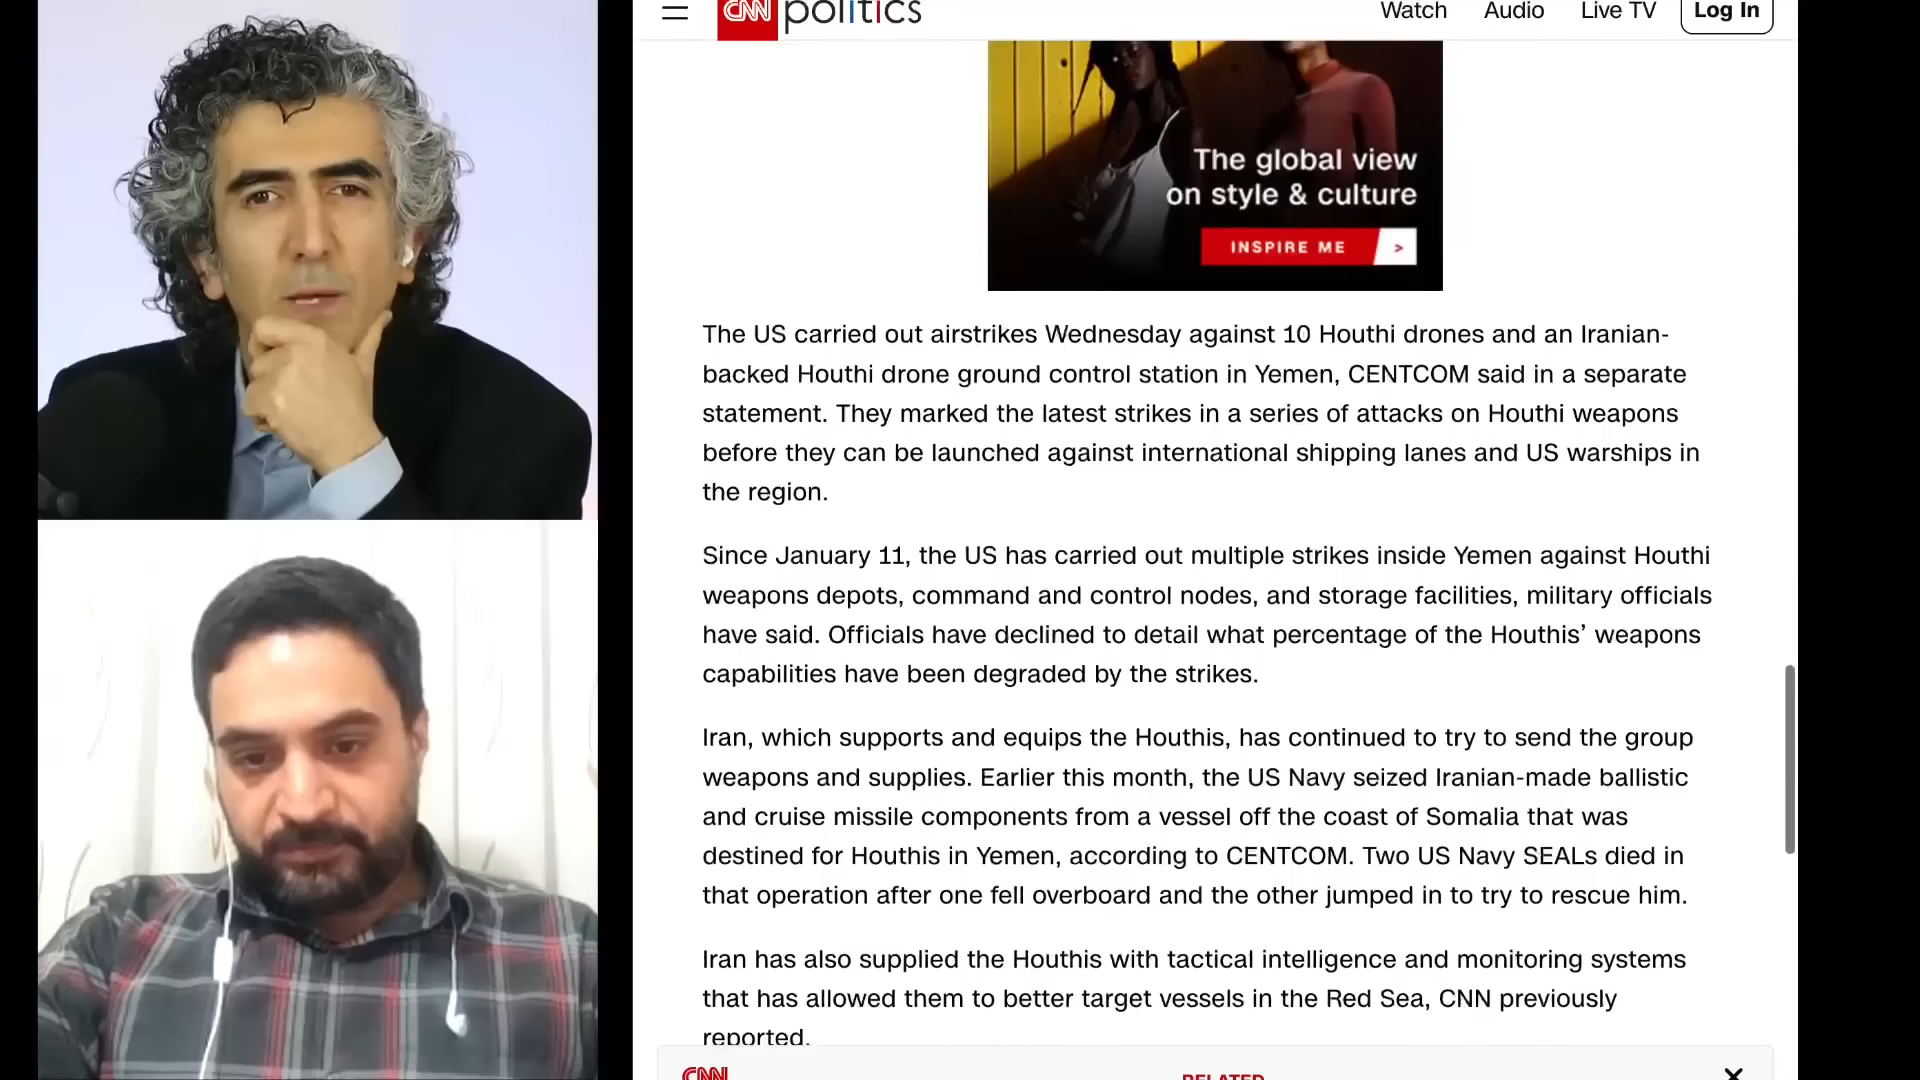 CNN politics
Watch Audio Live TV Log In
The global view
on style & culture
INSPIRE ME >
The US carried out airstrikes Wednesday against 10 Houthi drones and an Iranian-
backed Houthi drone ground control station in Yemen, CENTCOM said in a separate
statement. They marked the latest strikes in a series of attacks on Houthi weapons
before they can be launched against international shipping lanes and US warships in
the region.
Since January 11, the US has carried out multiple strikes inside Yemen against Houthi
weapons depots, command and control nodes, and storage facilities, military officials
have said. Officials have declined to detail what percentage of the Houthis’ weapons
capabilities have been degraded by the strikes.
Iran, which supports and equips the Houthis, has continued to try to send the group
weapons and supplies. Earlier this month, the US Navy seized Iranian-made ballistic
and cruise missile components from a vessel off the coast of Somalia that was
destined for Houthis in Yemen, according to CENTCOM. Two US Navy SEALs died in
that operation after one fell overboard and the other jumped in to try to rescue him.
Iran has also supplied the Houthis with tactical intelligence and monitoring systems
that has allowed them to better target vessels in the Red Sea, CNN previously
reported.
CNN
RELATED